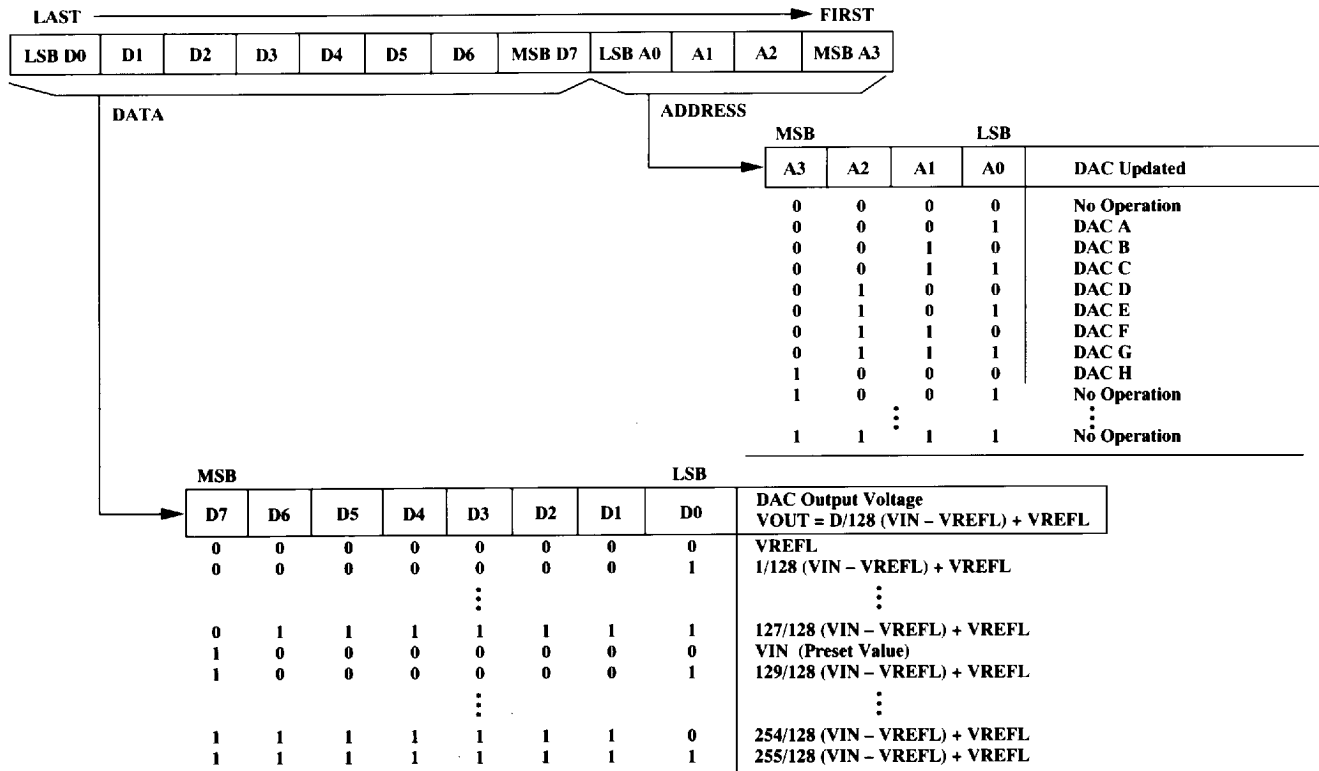 LAST FIRST
LSB D0 D1 D2 D3 D4 D5 D6 MSB D7 LSB A0 A1 A2 MSB A3
DATA ADDRESS
MSB LSB
A3 A2 A1 A0 DAC Updated
0 0 0 0 No Operation
0 0 0 1 DAC A
0 0 1 0 DAC B
0 0 1 1 DAC C
0 1 0 0 DAC D
0 1 0 1 DAC E
0 1 1 0 DAC F
0 1 1 1 DAC G
1 0 0 0 DAC H
1 0 0 1 No Operation
⋮ ⋮
1 1 1 1 No Operation
MSB LSB
D7 D6 D5 D4 D3 D2 D1 D0 DAC Output Voltage
VOUT = D/128 (VIN – VREFL) + VREFL
0 0 0 0 0 0 0 0 VREFL
0 0 0 0 0 0 0 1 1/128 (VIN – VREFL) + VREFL
⋮ ⋮
0 1 1 1 1 1 1 1 127/128 (VIN – VREFL) + VREFL
1 0 0 0 0 0 0 0 VIN (Preset Value)
1 0 0 0 0 0 0 1 129/128 (VIN – VREFL) + VREFL
⋮ ⋮
1 1 1 1 1 1 1 0 254/128 (VIN – VREFL) + VREFL
1 1 1 1 1 1 1 1 255/128 (VIN – VREFL) + VREFL